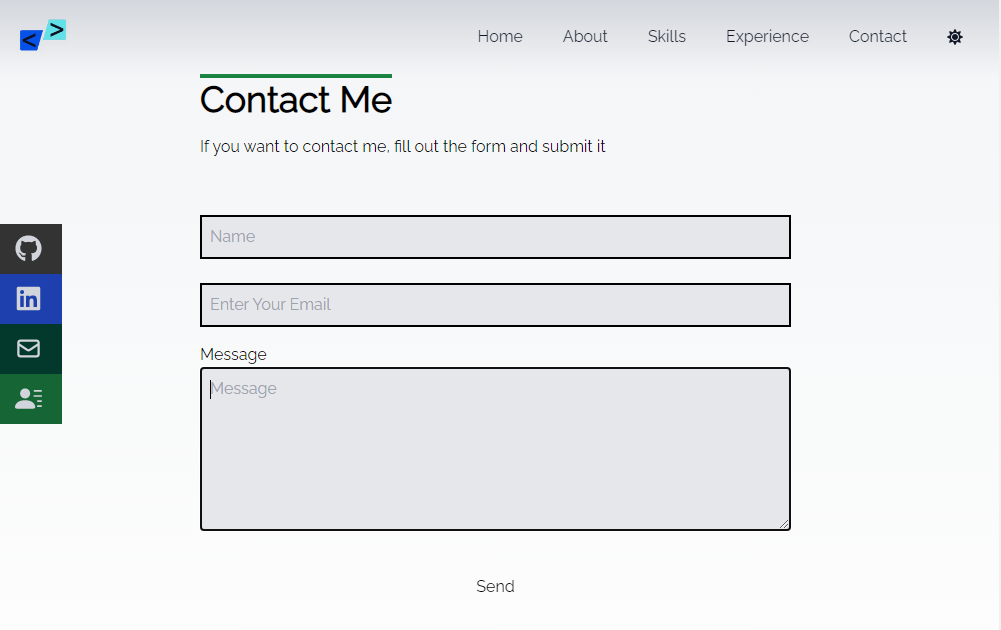 Home About Skills Experience Contact
Contact Me
If you want to contact me, fill out the form and submit it
Name
Enter Your Email
Message
Message
Send